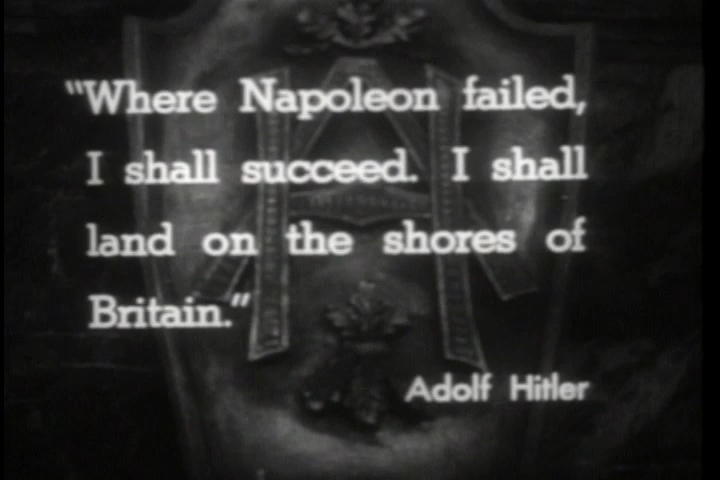 "Where Napoleon failed,
I shall succeed. I shall
land on the shores of
Britain."
Adolf Hitler